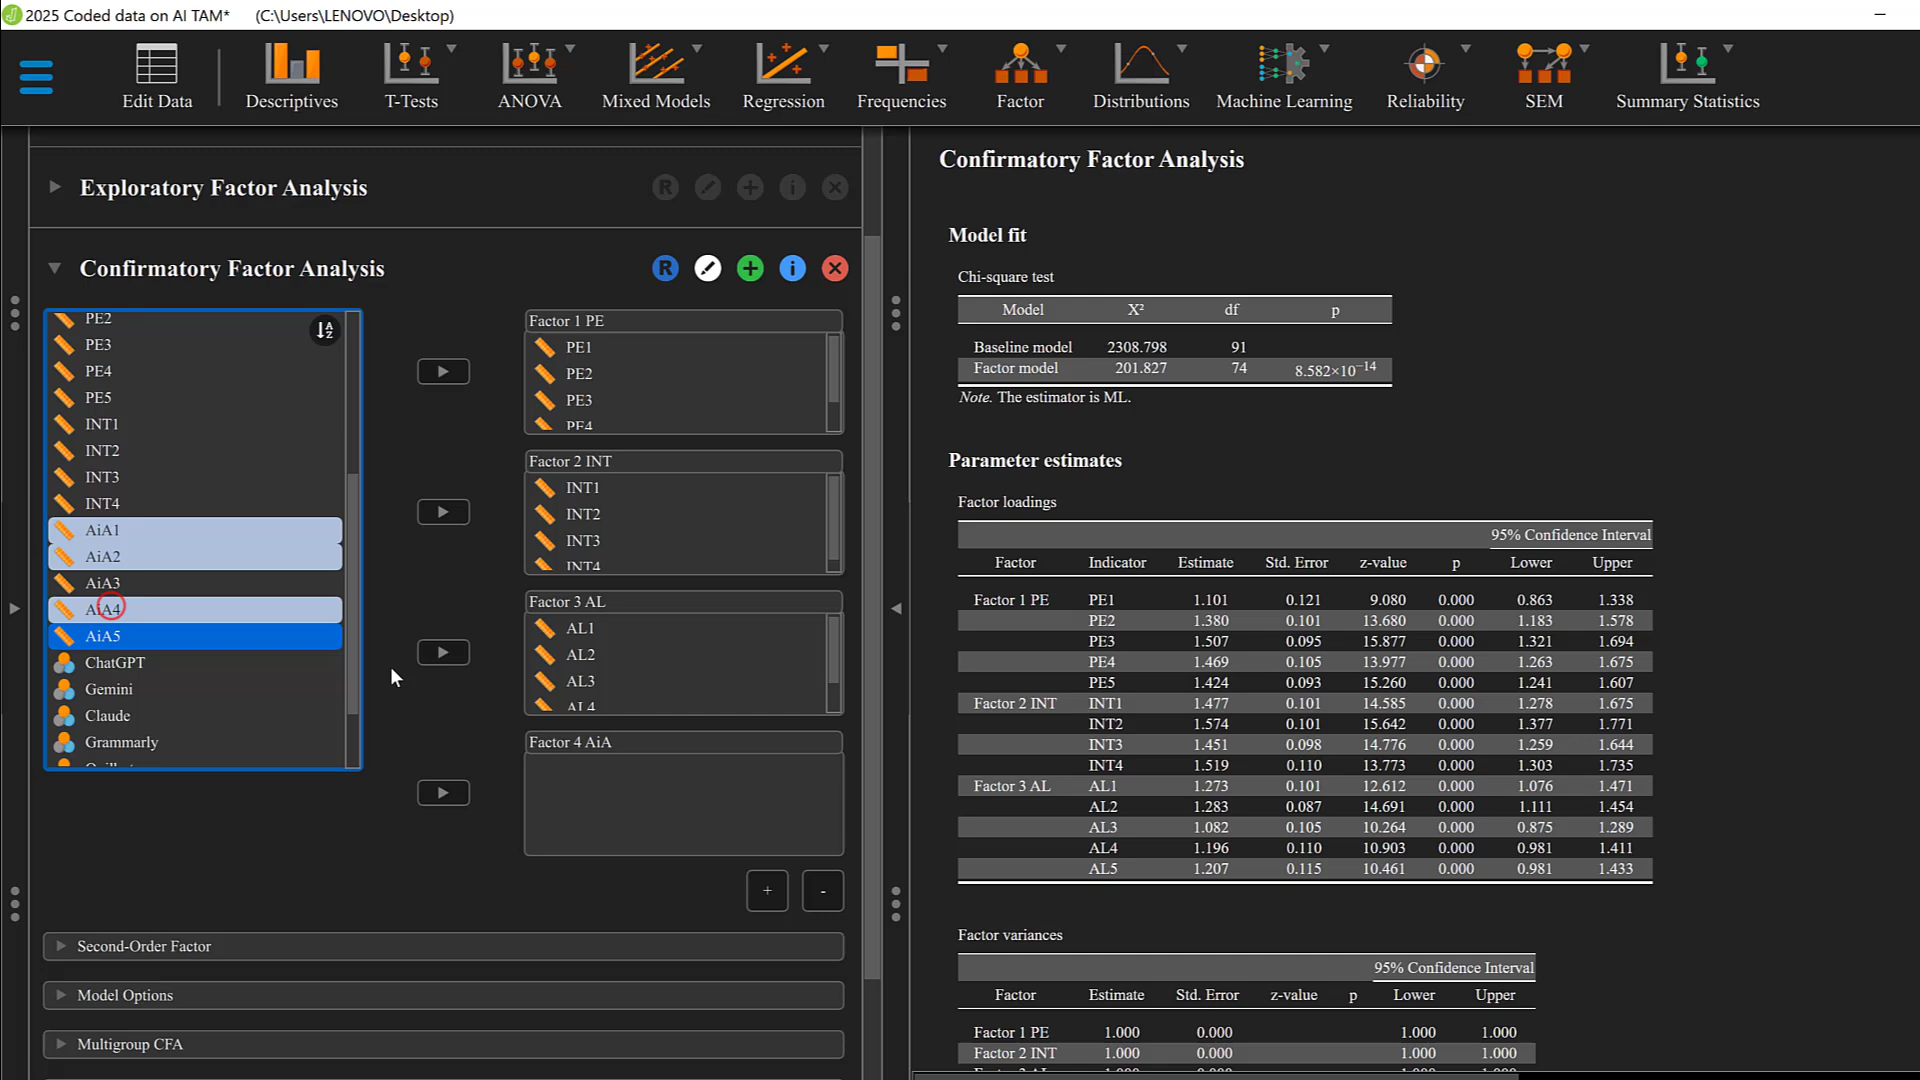 2025 Coded data on AI TAM* (C:\Users\LENOVO\Desktop)
Edit Data
Descriptives
T-Tests
ANOVA
Mixed Models
Regression
Frequencies
Factor
Distributions
Machine Learning
Reliability
SEM
Summary Statistics
Exploratory Factor Analysis
R
Confirmatory Factor Analysis
R
PE2
PE3
PE4
PE5
INT1
INT2
INT3
INT4
AiA1
AiA2
AiA3
AiA4
AiA5
ChatGPT
Gemini
Claude
Grammarly
Factor 1 PE
PE1
PE2
PE3
PE4
Factor 2 INT
INT1
INT2
INT3
INT4
Factor 3 AL
AL1
AL2
AL3
AL4
Factor 4 AiA
+ -
Second-Order Factor
Model Options
Multigroup CFA
Confirmatory Factor Analysis
Model fit
Chi-square test
Model X² df p
Baseline model 2308.798 91
Factor model 201.827 74 8.582×10⁻¹⁴
Note. The estimator is ML.
Parameter estimates
Factor loadings
95% Confidence Interval
Factor Indicator Estimate Std. Error z-value p Lower Upper
Factor 1 PE PE1 1.101 0.121 9.080 0.000 0.863 1.338
PE2 1.380 0.101 13.680 0.000 1.183 1.578
PE3 1.507 0.095 15.877 0.000 1.321 1.694
PE4 1.469 0.105 13.977 0.000 1.263 1.675
PE5 1.424 0.093 15.260 0.000 1.241 1.607
Factor 2 INT INT1 1.477 0.101 14.585 0.000 1.278 1.675
INT2 1.574 0.101 15.642 0.000 1.377 1.771
INT3 1.451 0.098 14.776 0.000 1.259 1.644
INT4 1.519 0.110 13.773 0.000 1.303 1.735
Factor 3 AL AL1 1.273 0.101 12.612 0.000 1.076 1.471
AL2 1.283 0.087 14.691 0.000 1.111 1.454
AL3 1.082 0.105 10.264 0.000 0.875 1.289
AL4 1.196 0.110 10.903 0.000 0.981 1.411
AL5 1.207 0.115 10.461 0.000 0.981 1.433
Factor variances
95% Confidence Interval
Factor Estimate Std. Error z-value p Lower Upper
Factor 1 PE 1.000 0.000 1.000 1.000
Factor 2 INT 1.000 0.000 1.000 1.000